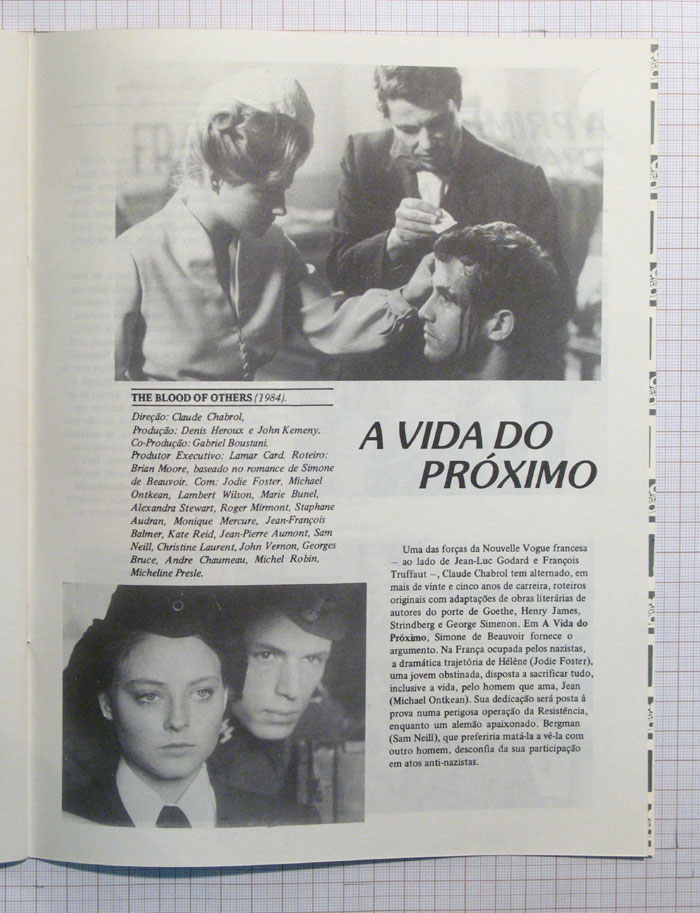 THE BLOOD OF OTHERS (1984).
Direção: Claude Chabrol,
Produção: Denis Heroux e John Kemeny.
Co-Produção: Gabriel Boustani.
Produtor Executivo: Lamar Card. Roteiro:
Brian Moore, baseado no romance de Simone
de Beauvoir. Com: Jodie Foster, Michael
Ontkean, Lambert Wilson, Marie Bunel,
Alexandra Stewart, Roger Mirmont, Staphane
Audran, Monique Mercure, Jean-François
Balmer, Kate Reid, Jean-Pierre Aumont, Sam
Neill, Christine Laurent, John Vernon, Georges
Bruce, Andre Chaumeau, Michel Robin,
Micheline Presle.
A VIDA DO
PRÓXIMO
Uma das forças da Nouvelle Vogue francesa
— ao lado de Jean-Luc Godard e François
Truffaut —, Claude Chabrol tem alternado, em
mais de vinte e cinco anos de carreira, roteiros
originais com adaptações de obras literárias de
autores do porte de Goethe, Henry James,
Strindberg e George Simenon. Em A Vida do
Próximo, Simone de Beauvoir fornece o
argumento. Na França ocupada pelos nazistas,
a dramática trajetória de Hélène (Jodie Foster),
uma jovem obstinada, disposta a sacrificar tudo,
inclusive a vida, pelo homem que ama, Jean
(Michael Ontkean). Sua dedicação será posta à
prova numa perigosa operação da Resistência,
enquanto um alemão apaixonado, Bergman
(Sam Neill), que preferiria matá-la a vê-la com
outro homem, desconfia da sua participação
em atos anti-nazistas.